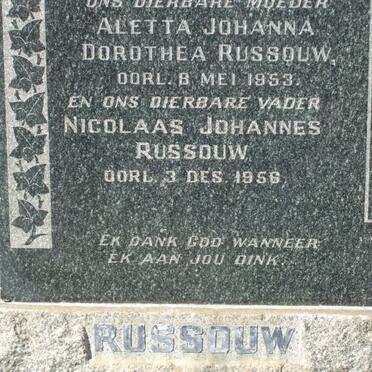 ONS DIERBARE MOEDER
ALETTA JOHANNA
DOROTHEA RUSSOUW,
OORL. 8 MEI 1953.
EN ONS DIERBARE VADER
NICOLAAS JOHANNES
RUSSOUW
OORL. 3 DES. 1956.
EK DANK GOD WANNEER
EK AAN JOU DINK.
RUSSOUW